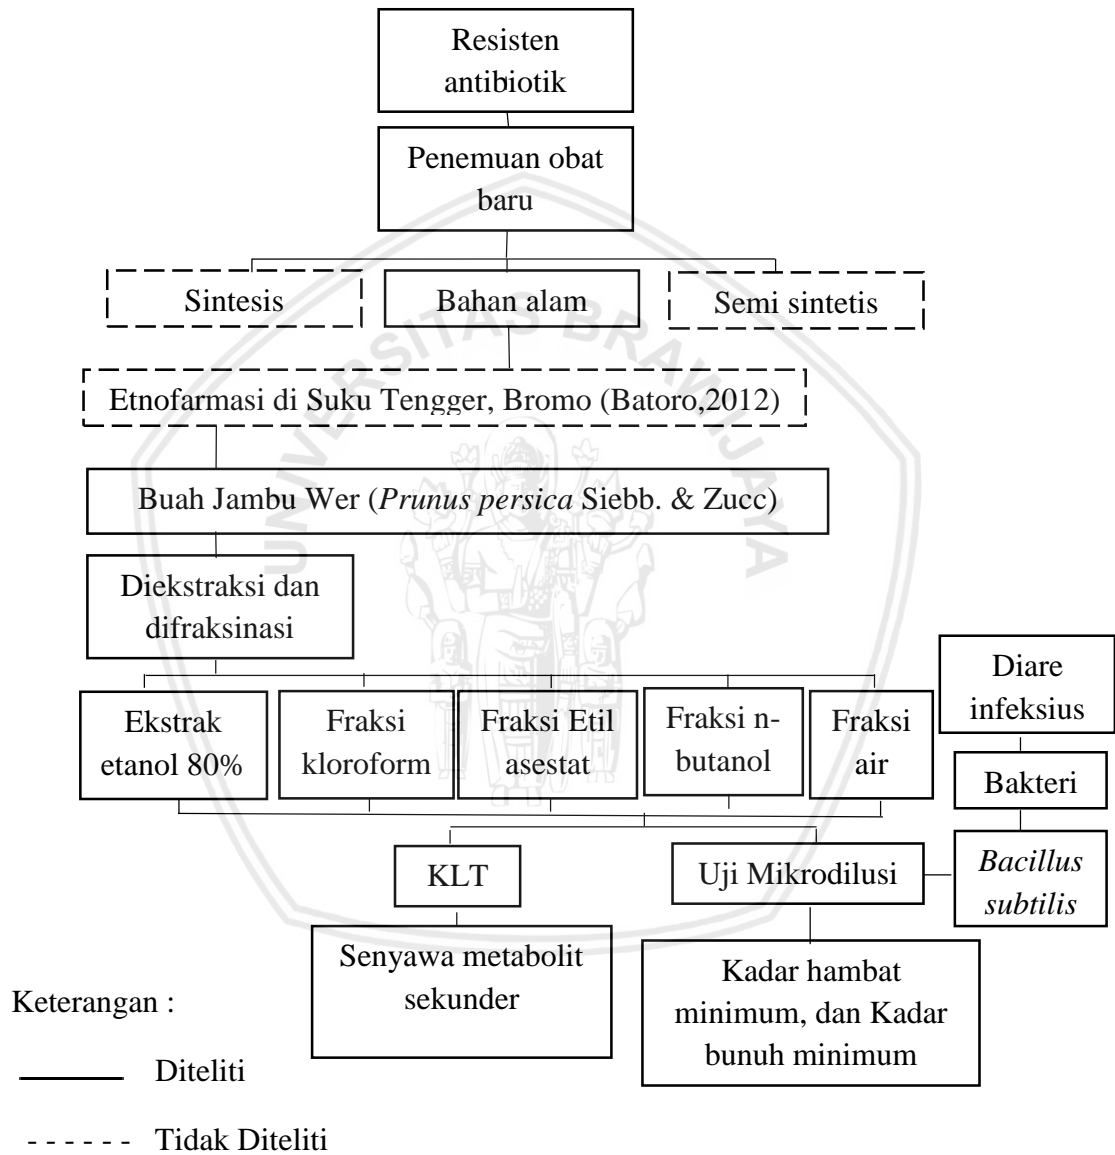 Resisten
antibiotik
Penemuan obat
baru
Sintesis
Bahan alam
Semi sintetis
Etnofarmasi di Suku Tengger, Bromo (Batoro,2012)
Buah Jambu Wer (Prunus persica Siebb. & Zucc)
Diekstraksi dan
difraksinasi
Ekstrak
etanol 80%
Fraksi
kloroform
Fraksi Etil
asestat
Fraksi n-
butanol
Fraksi
air
Diare
infeksius
Bakteri
Bacillus
subtilis
KLT
Uji Mikrodilusi
Senyawa metabolit
sekunder
Kadar hambat
minimum, dan Kadar
bunuh minimum
Keterangan :
Diteliti
Tidak Diteliti
UNIVERSITAS BRAWIJAYA